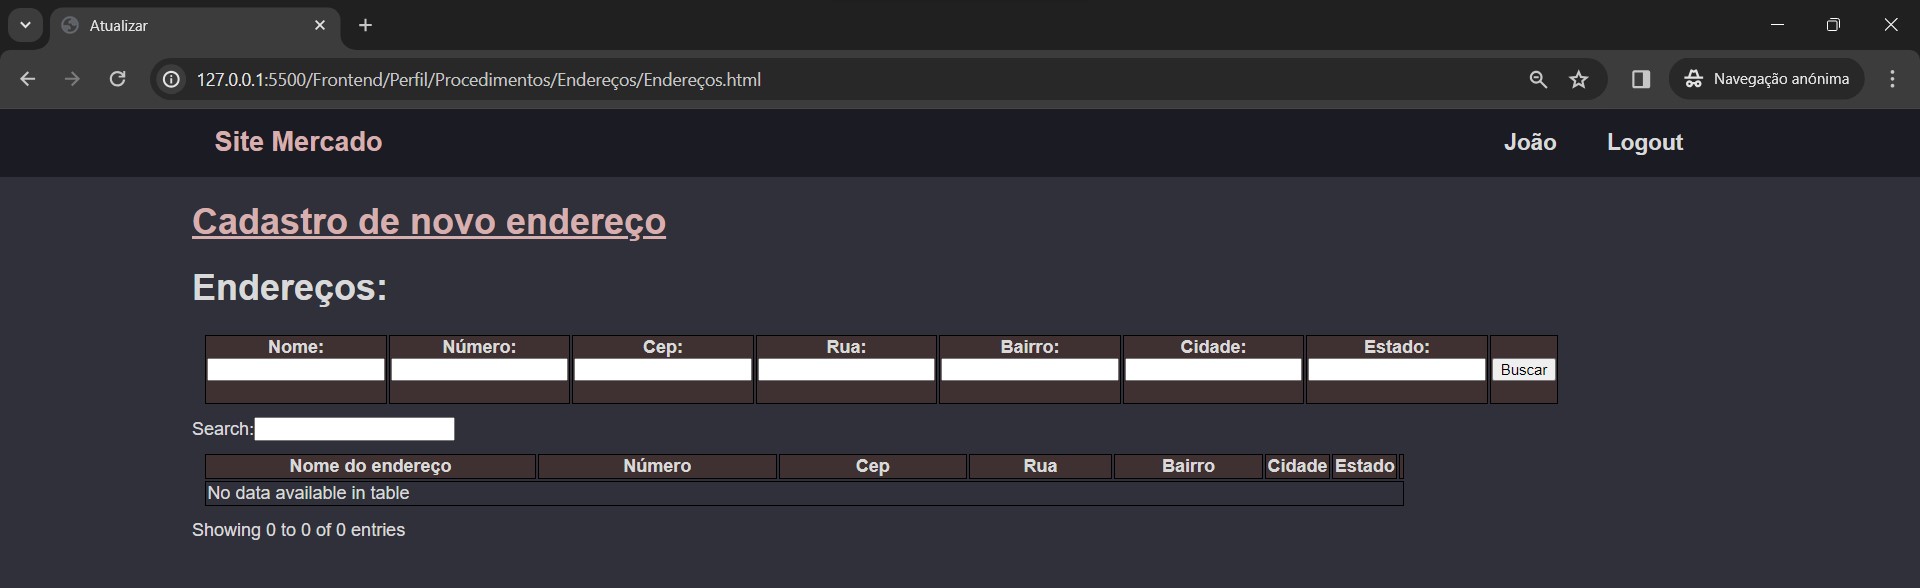 Atualizar
127.0.0.1:5500/Frontend/Perfil/Procedimentos/Endereços/Endereços.html
Navegação anónima
Site Mercado João Logout
Cadastro de novo endereço
Endereços:
Nome: Número: Cep: Rua: Bairro: Cidade: Estado:
Buscar
Search:
Nome do endereço Número Cep Rua Bairro Cidade Estado
No data available in table
Showing 0 to 0 of 0 entries